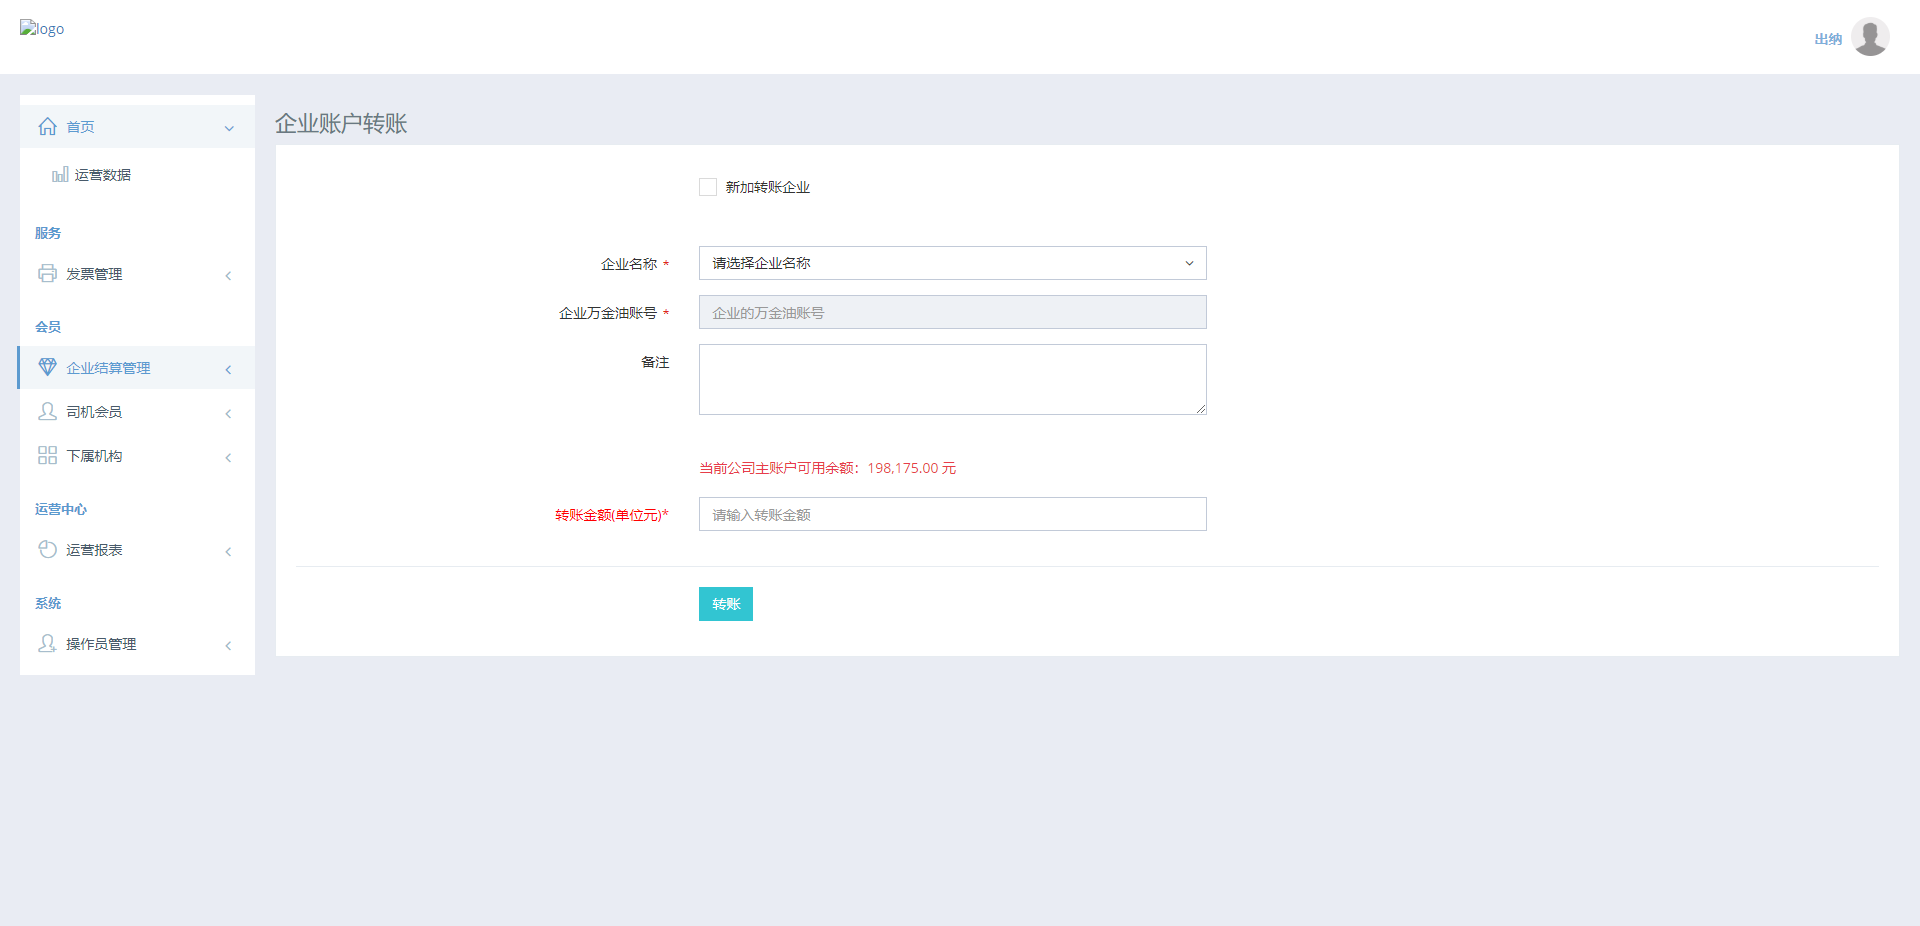 logo
出纳
首页
运营数据
服务
发票管理
会员
企业结算管理
司机会员
下属机构
运营中心
运营报表
系统
操作员管理
企业账户转账
新加转账企业
企业名称 *
请选择企业名称
企业万金油账号 *
企业的万金油账号
备注
当前公司主账户可用余额：198,175.00 元
转账金额(单位元)*
请输入转账金额
转账